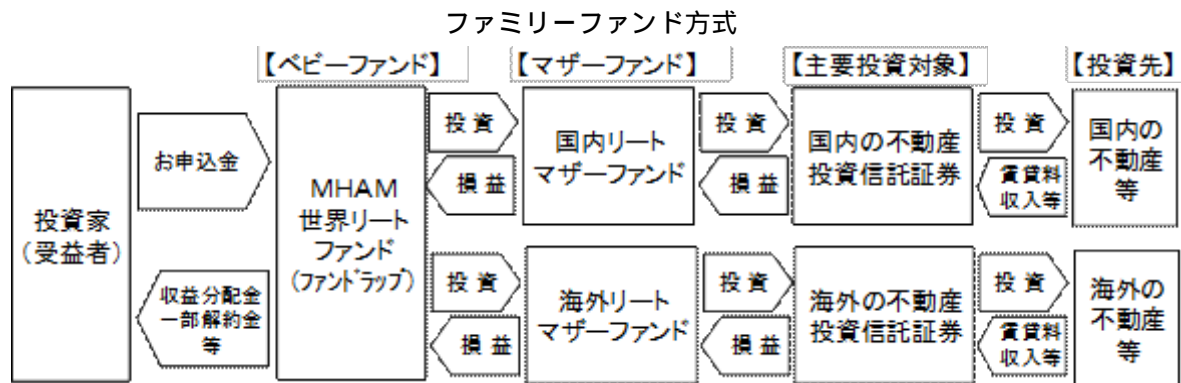 ファミリーファンド方式
【ベビーファンド】
【マザーファンド】
【主要投資対象】
【投資先】
投資家
（受益者）
お申込金
収益分配金
一部解約金
等
MHAM
世界リート
ファンド
（ファンドラップ）
投資
損益
投資
損益
国内リート
マザーファンド
海外リート
マザーファンド
投資
損益
投資
損益
国内の不動産
投資信託証券
海外の不動産
投資信託証券
投資
賃貸料
収入等
投資
賃貸料
収入等
国内の
不動産
等
海外の
不動産
等